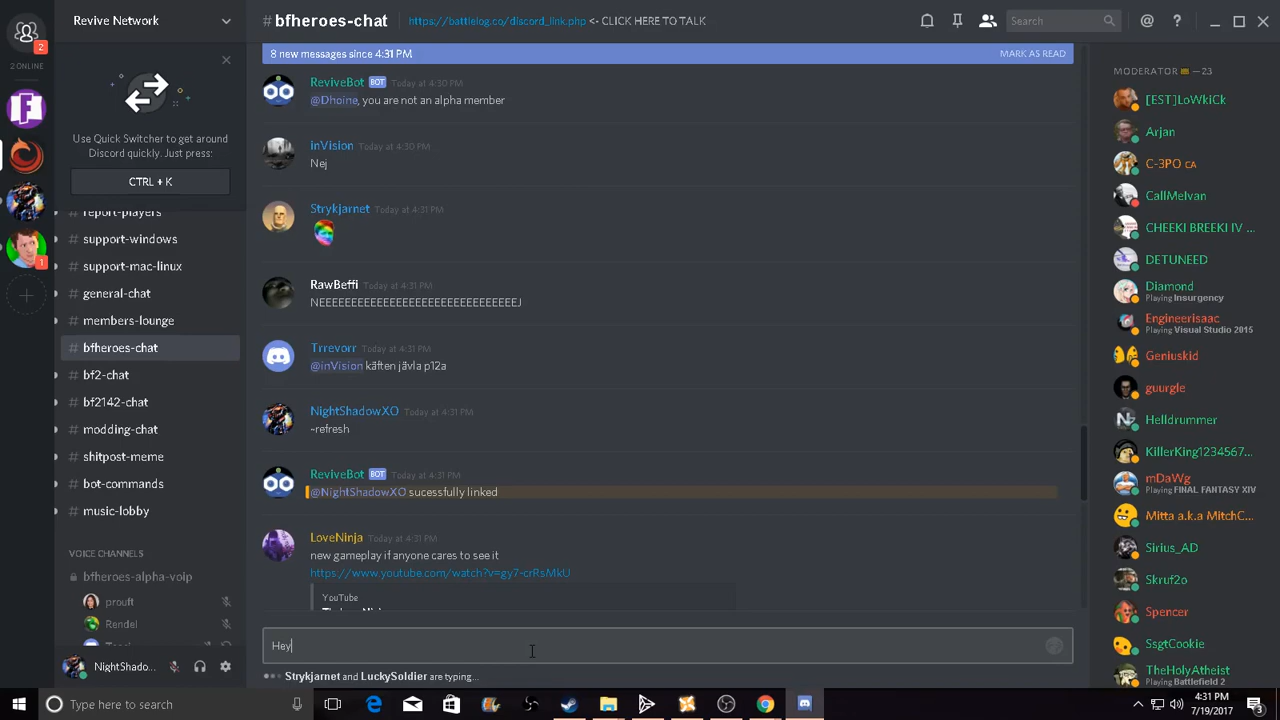 Revive Network
# bfheroes-chat
https://battlelog.co/discord_link.php <- CLICK HERE TO TALK
Search
2
2 ONLINE
1
Use Quick Switcher to get around
Discord quickly. Just press:
CTRL + K
# report-players
# support-windows
# support-mac-linux
# general-chat
# members-lounge
# bfheroes-chat
# bf2-chat
# bf2142-chat
# modding-chat
# shitpost-meme
# bot-commands
# music-lobby
VOICE CHANNELS
bfheroes-alpha-voip
prouft
Rendel
NightShado...
8 new messages since 4:31 PM
MARK AS READ
ReviveBot BOT Today at 4:30 PM
@Dhoine, you are not an alpha member
inVision Today at 4:30 PM
Nej
Strykjarnet Today at 4:31 PM
RawBeffi Today at 4:31 PM
NEEEEEEEEEEEEEEEEEEEEEEEEEEEEEEJ
Trrevorr Today at 4:31 PM
@inVision käften jävla p12a
NightShadowXO Today at 4:31 PM
~refresh
ReviveBot BOT Today at 4:31 PM
@NightShadowXO sucessfully linked
LoveNinja Today at 4:31 PM
new gameplay if anyone cares to see it
https://www.youtube.com/watch?v=gy7-crRsMkU
YouTube
Hey
Strykjarnet and LuckySoldier are typing...
MODERATOR —23
[EST]LoWkiCk
Arjan
C-3PO CA
CallMelvan
CHEEKI BREEKI IV ...
DETUNEED
Diamond
Playing Insurgency
Engineerisaac
Playing Visual Studio 2015
Geniuskid
guurgle
Helldrummer
KillerKing1234567...
mDaWg
Playing FINAL FANTASY XIV
Mitta a.k.a MitchC...
Sirius_AD
Skruf2o
Spencer
SsgtCookie
TheHolyAtheist
Playing Battlefield 2
Type here to search
4:31 PM
7/19/2017
3